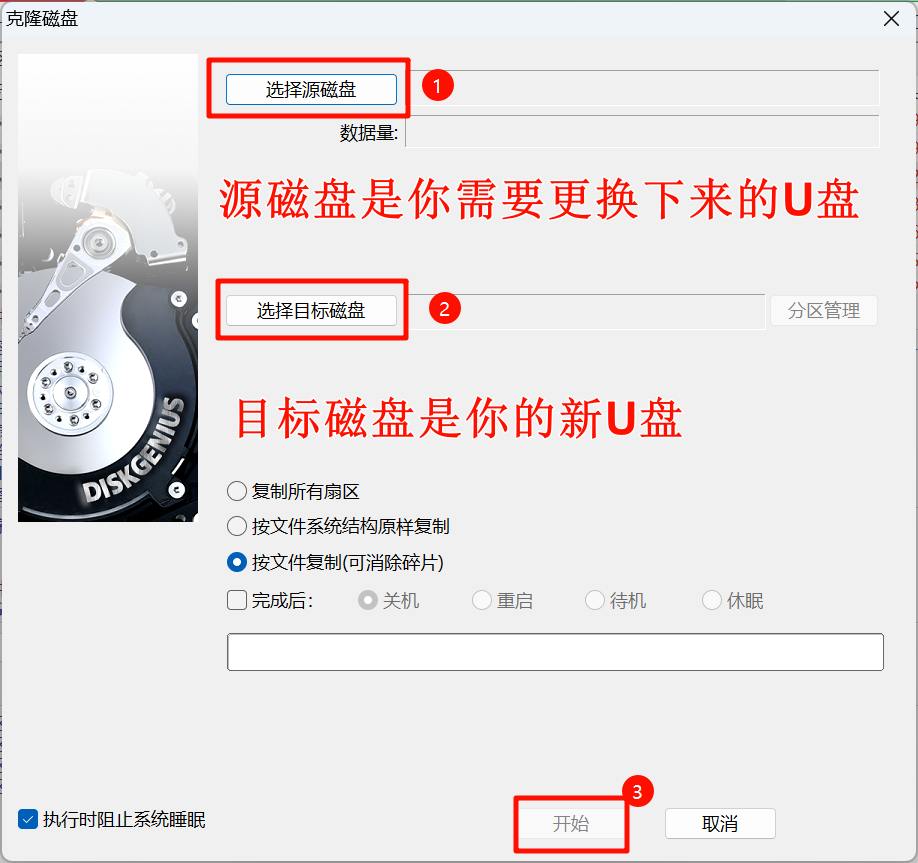 克隆磁盘
选择源磁盘 1
数据量:
源磁盘是你需要更换下来的U盘
选择目标磁盘 2 分区管理
目标磁盘是你的新U盘
DISKGENIUS
复制所有扇区
按文件系统结构原样复制
按文件复制(可消除碎片)
完成后: 关机 重启 待机 休眠
执行时阻止系统睡眠
3
开始 取消